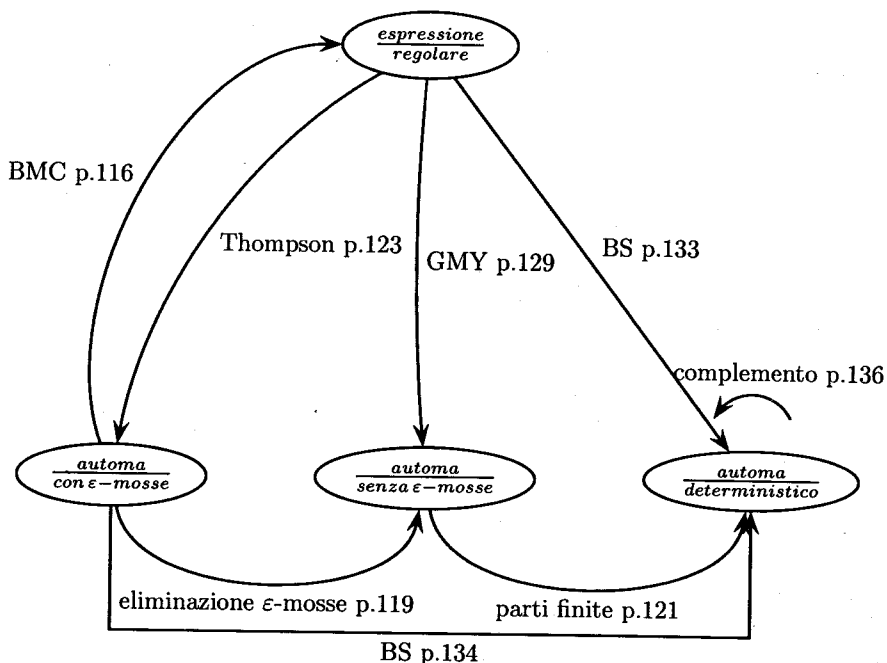 espressione
regolare
BMC p.116
Thompson p.123
GMY p.129
BS p.133
complemento p.136
automa
con ε−mosse
automa
senza ε−mosse
automa
deterministico
eliminazione ε-mosse p.119
parti finite p.121
BS p.134